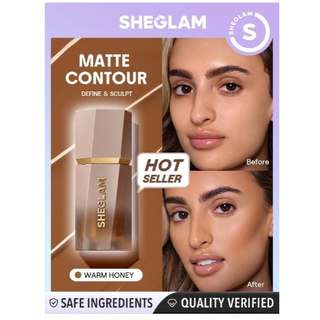 SHEGLAM
SHEGLAM
S
MATTE
CONTOUR
DEFINE & SCULPT
Before
HOT
SELLER
SHEGLAM
WARM HONEY
After
SAFE INGREDIENTS
QUALITY VERIFIED